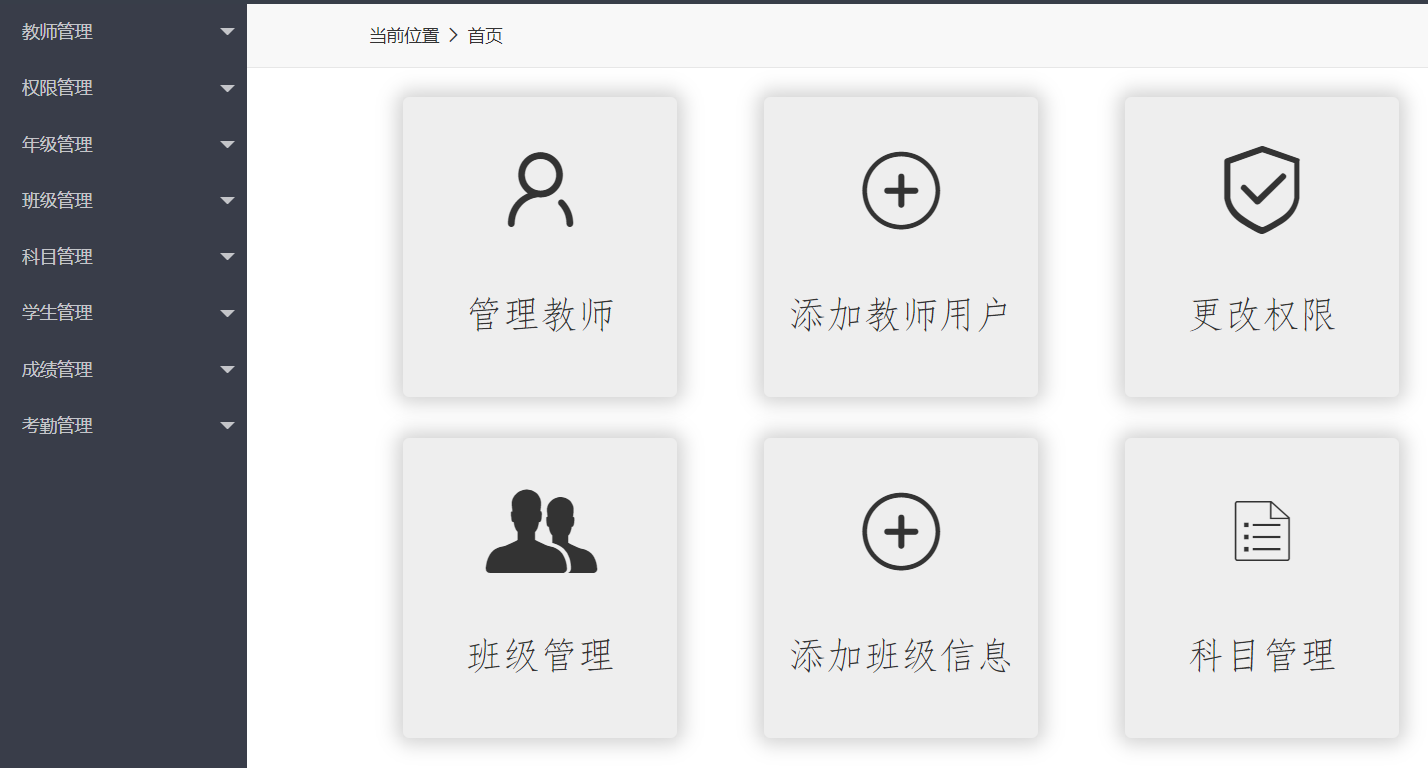 教师管理
权限管理
年级管理
班级管理
科目管理
学生管理
成绩管理
考勤管理
当前位置 > 首页
管理教师
添加教师用户
更改权限
班级管理
添加班级信息
科目管理